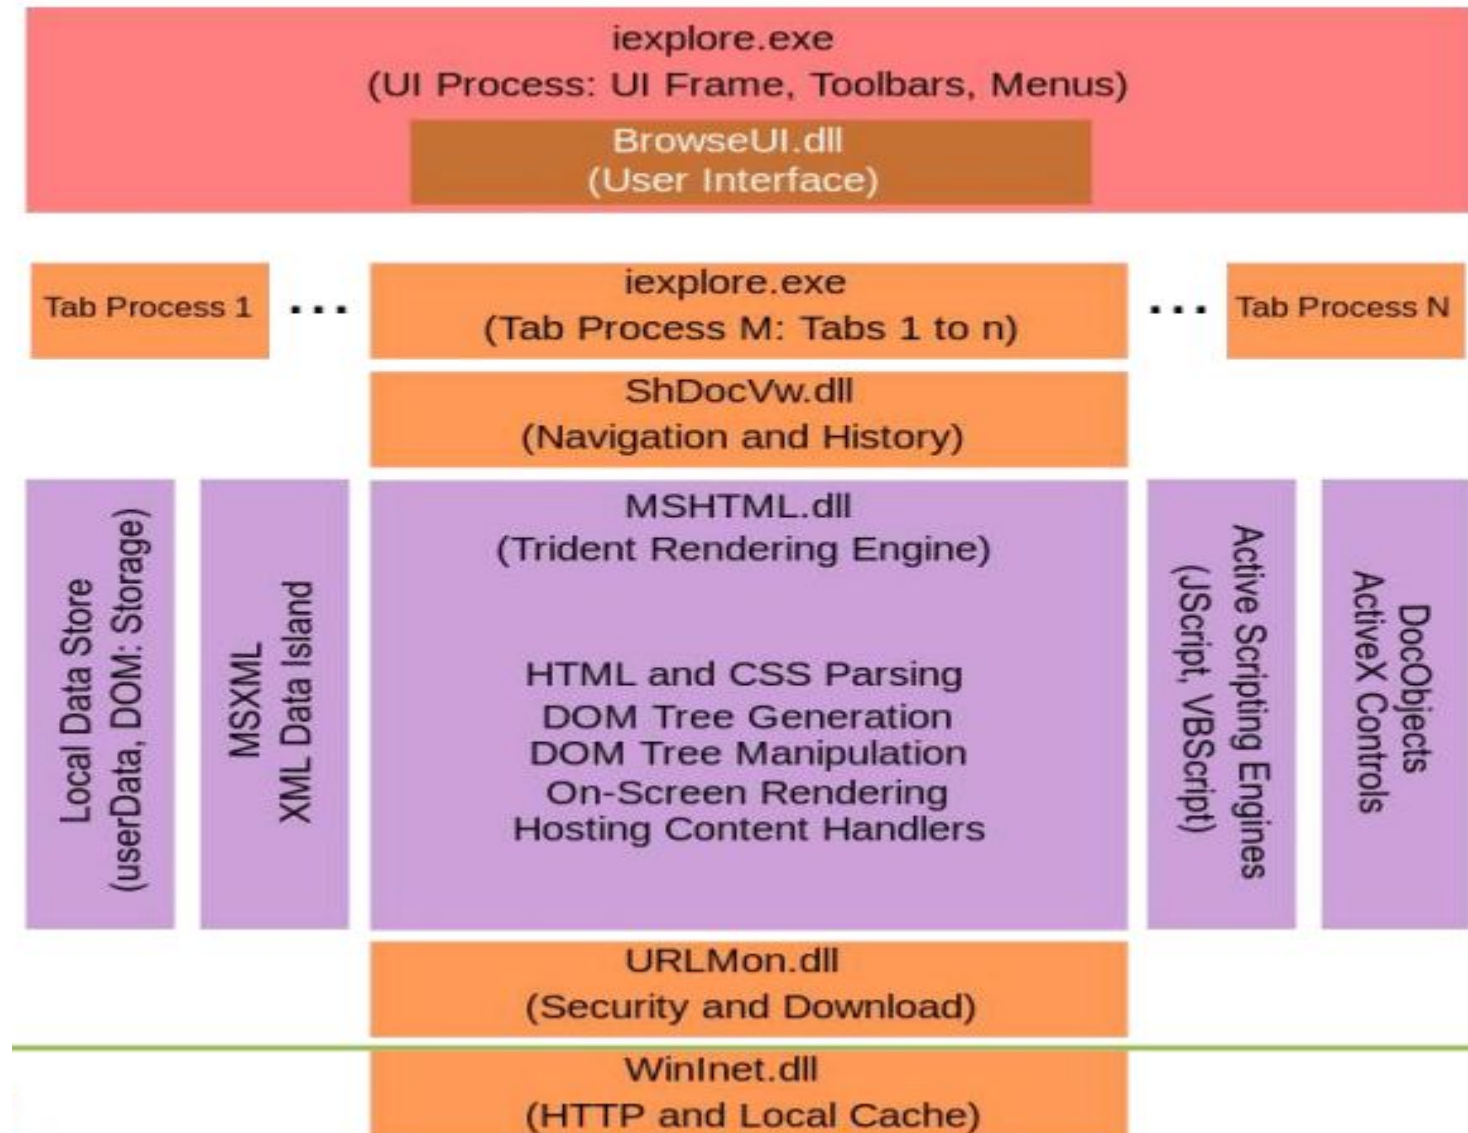 iexplore.exe
(UI Process: UI Frame, Toolbars, Menus)
BrowseUI.dll
(User Interface)
Tab Process 1
...
iexplore.exe
(Tab Process M: Tabs 1 to n)
...
Tab Process N
ShDocVw.dll
(Navigation and History)
Local Data Store
(userData, DOM: Storage)
MSXML
XML Data Island
MSHTML.dll
(Trident Rendering Engine)
HTML and CSS Parsing
DOM Tree Generation
DOM Tree Manipulation
On-Screen Rendering
Hosting Content Handlers
Active Scripting Engines
(JScript, VBScript)
DocObjects
ActiveX Controls
URLMon.dll
(Security and Download)
WinInet.dll
(HTTP and Local Cache)